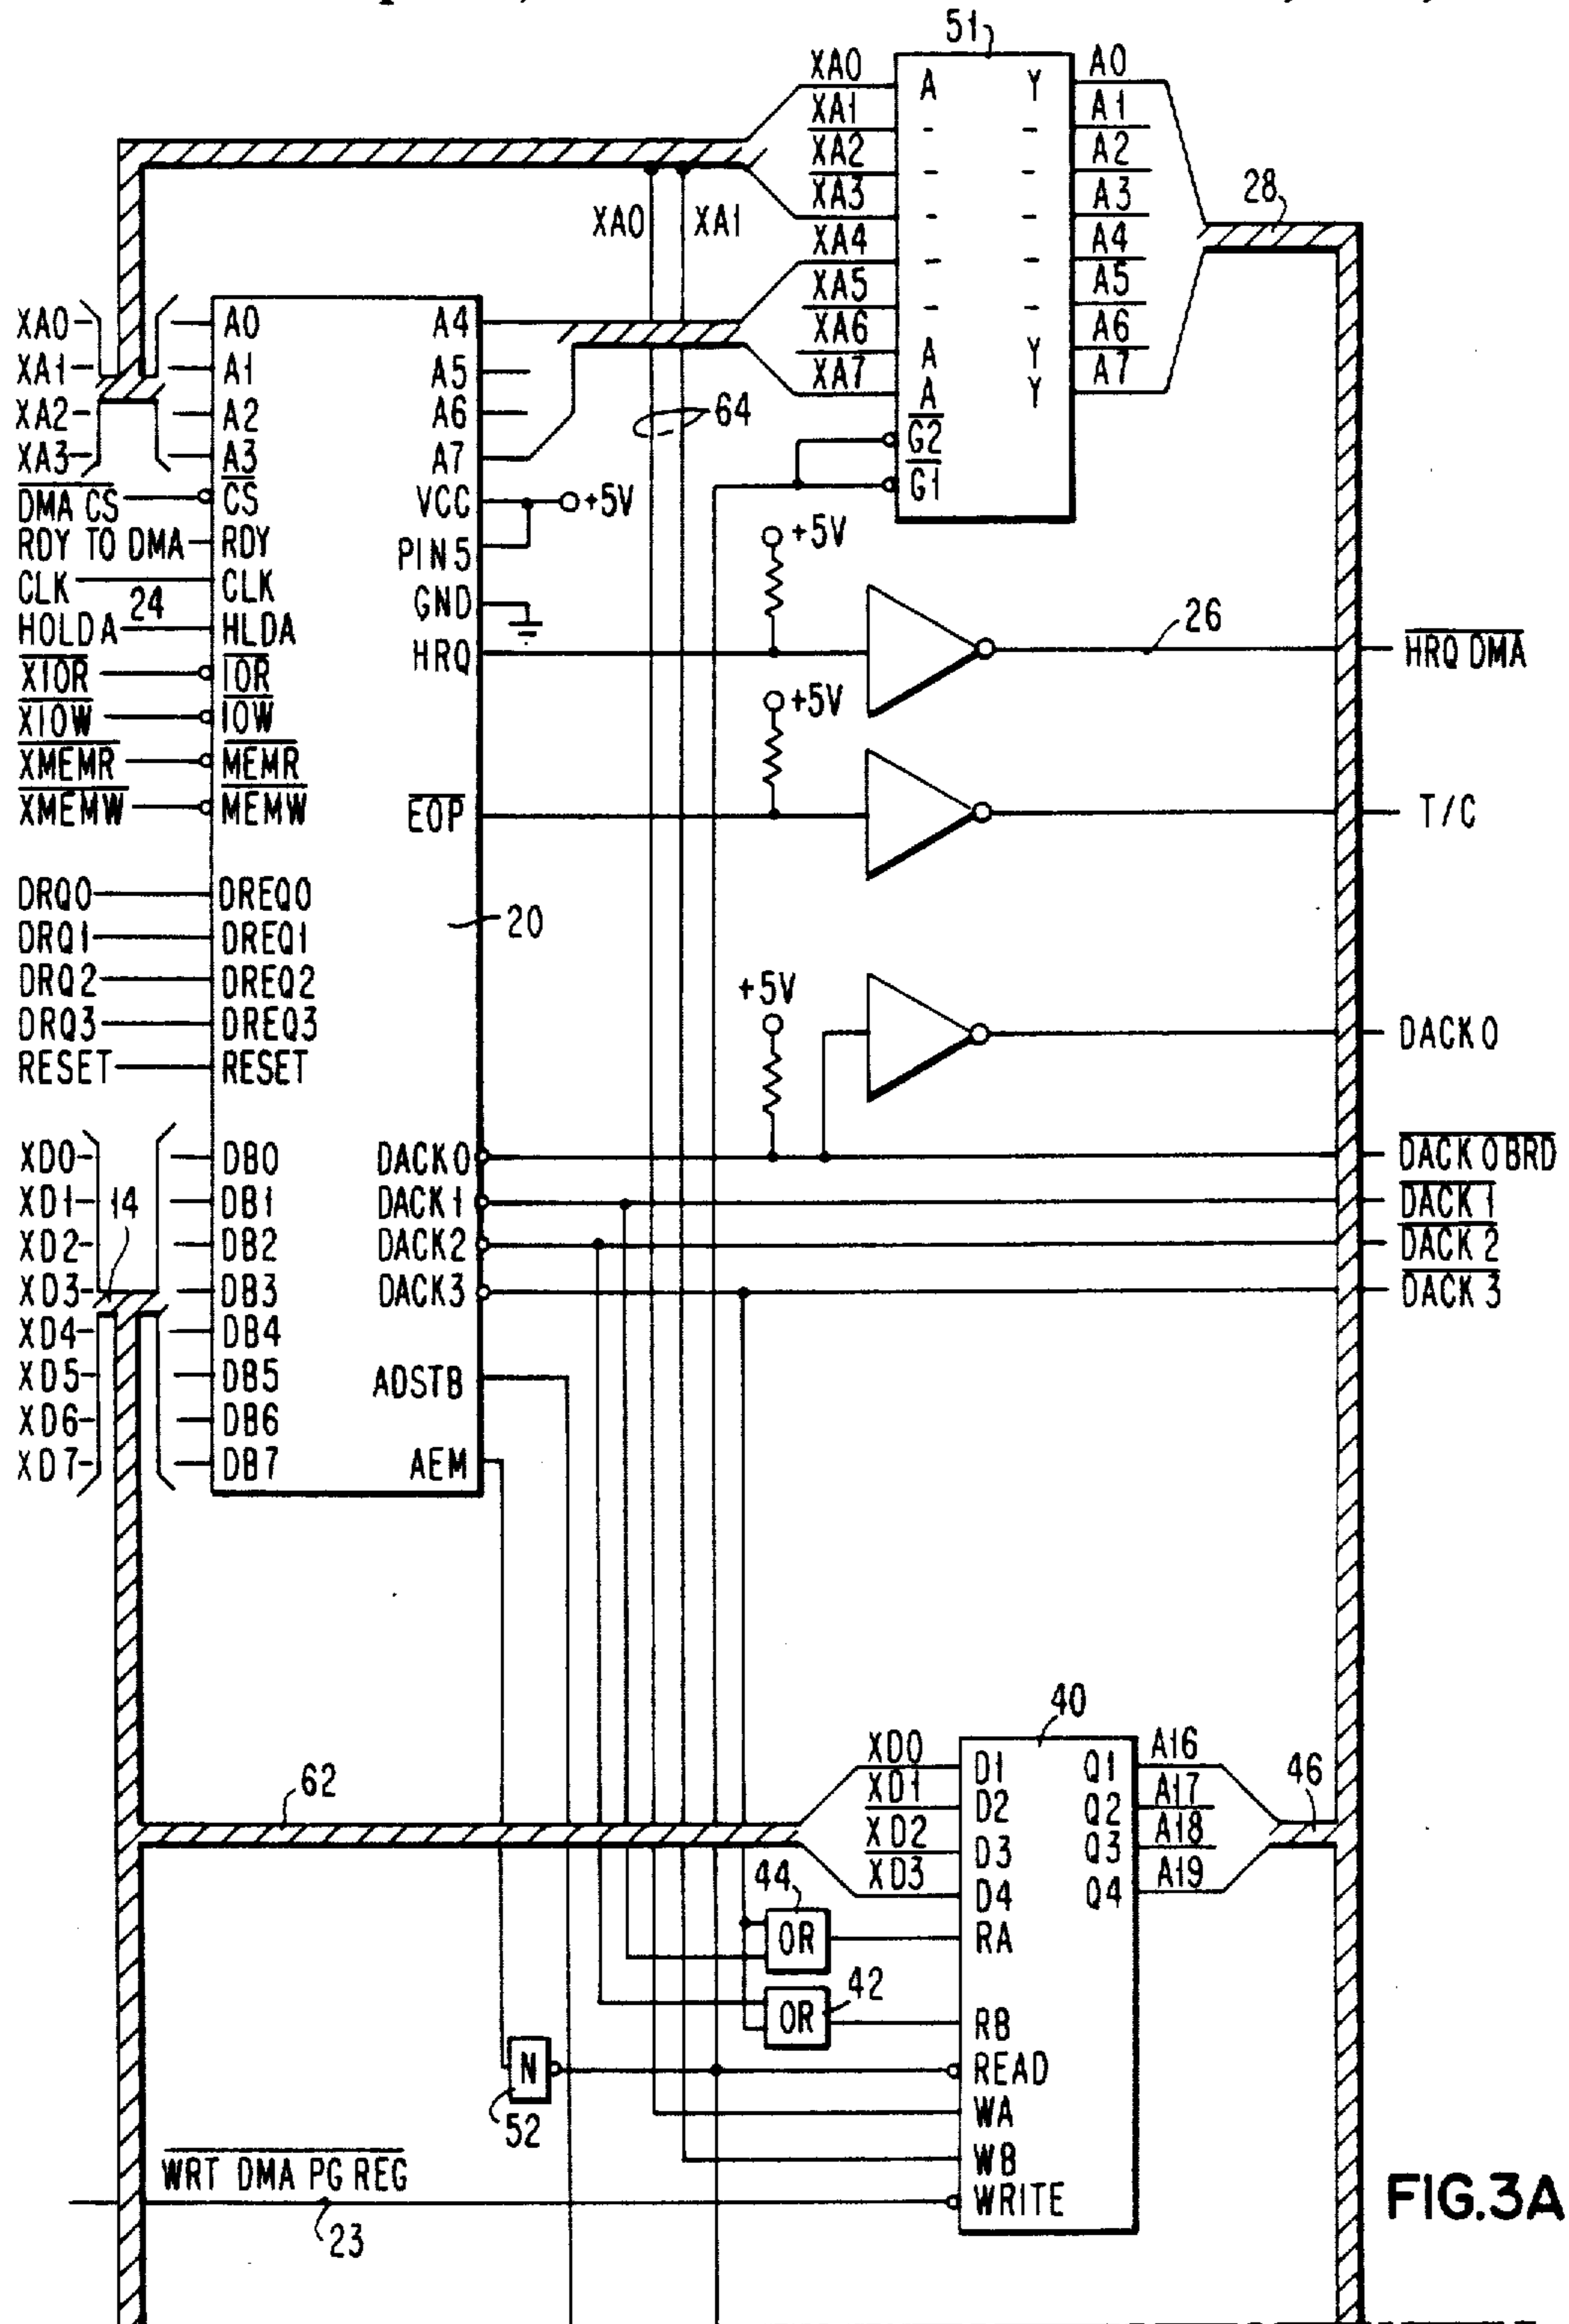 51
XA0 A Y A0
XA1 - - A1
XA2 - - A2
XA3 - - A3
XA4 - - A4
XA5 - - A5
XA6 A Y A6
XA7 A Y A7
G2
G1
28
XA0 XA1
64
XA0 A0 A4
XA1 A1 A5
XA2 A2 A6
XA3 A3 A7
DMA CS CS VCC +5V
RDY TO DMA RDY PIN5
CLK CLK GND
24
HOLDA HLDA HRQ
XIOR IOR
XIOW IOW
XMEMR MEMR
XMEMW MEMW EOP
+5V
26
HRQ DMA
+5V
T/C
DRQ0 DREQ0
DRQ1 DREQ1
DRQ2 DREQ2
DRQ3 DREQ3
RESET RESET
20
+5V
DACK0
XD0 DB0 DACK0 DACK0BRD
XD1 14 DB1 DACK1 DACK1
XD2 DB2 DACK2 DACK2
XD3 DB3 DACK3 DACK3
XD4 DB4
XD5 DB5 ADSTB
XD6 DB6
XD7 DB7 AEM
40
62
XD0 D1 Q1 A16
XD1 D2 Q2 A17
XD2 D3 Q3 A18
XD3 D4 Q4 A19
46
44
OR RA
42
OR RB
N READ
52
WA
WB
WRT DMA PG REG WRITE
23
FIG.3A